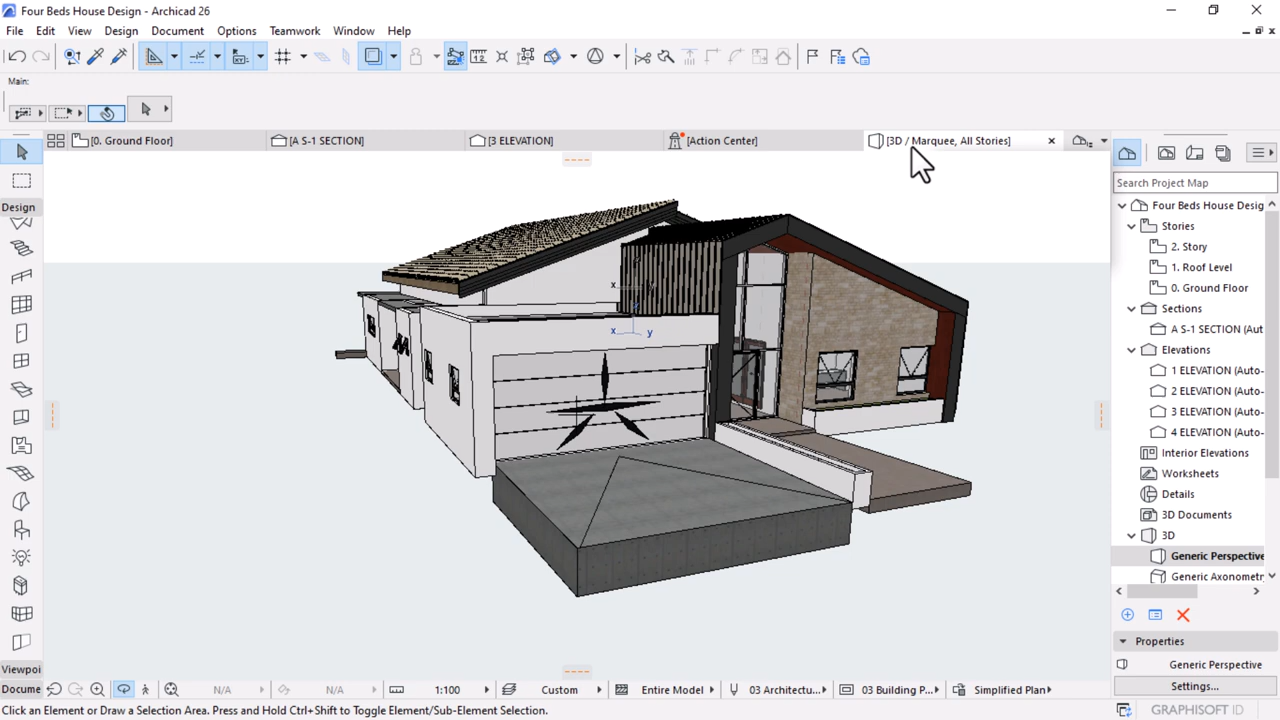 Four Beds House Design - Archicad 26
File Edit View Design Document Options Teamwork Window Help
Main:
[0. Ground Floor]
[A S-1 SECTION]
[3 ELEVATION]
[Action Center]
[3D / Marquee, All Stories]
Search Project Map
Design
Four Beds House Desig
Stories
2. Story
1. Roof Level
0. Ground Floor
Sections
A S-1 SECTION (Aut
Elevations
1 ELEVATION (Auto-
2 ELEVATION (Auto-
3 ELEVATION (Auto-
4 ELEVATION (Auto-
Interior Elevations
Worksheets
Details
3D Documents
3D
Generic Perspective
Generic Axonometr
x
x y
Properties
Generic Perspective
Settings...
Viewpoi
Docume
N/A
N/A
1:100
Custom
Entire Model
03 Architectu...
03 Building P...
Simplified Plan
Click an Element or Draw a Selection Area. Press and Hold Ctrl+Shift to Toggle Element/Sub-Element Selection.
GRAPHISOFT ID